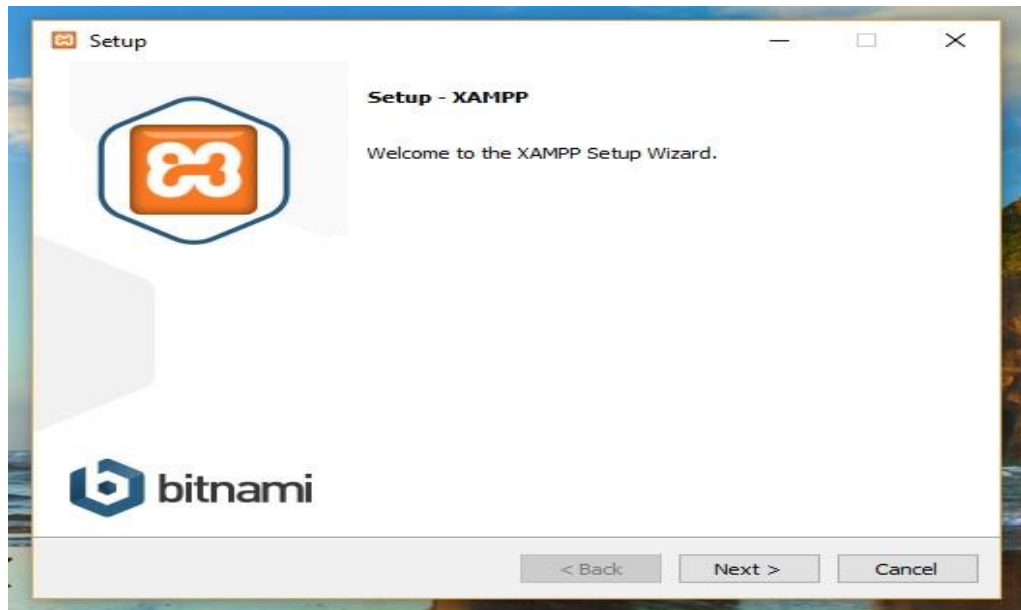 Setup
Setup - XAMPP
Welcome to the XAMPP Setup Wizard.
bitnami
< Back Next > Cancel